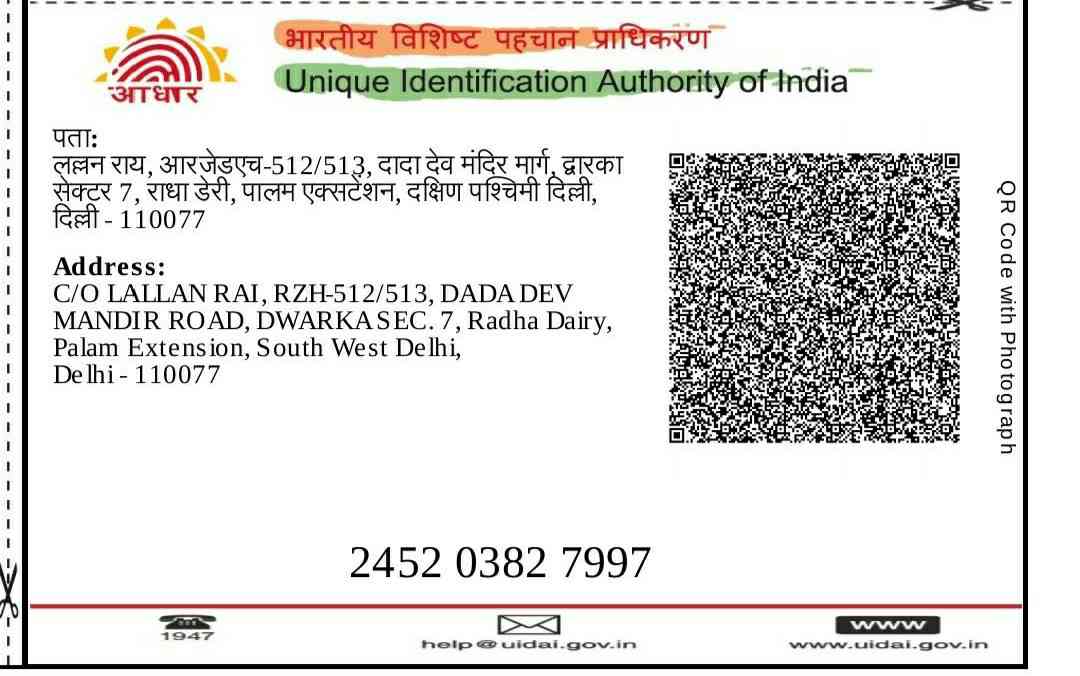 भारतीय विशिष्ट पहचान प्राधिकरण
Unique Identification Authority of India
आधार
पता:
लल्लन राय, आरजेडएच-512/513, दादा देव मंदिर मार्ग, द्वारका
सेक्टर 7, राधा डेरी, पालम एक्सटेंशन, दक्षिण पश्चिमी दिल्ली,
दिल्ली - 110077
Address:
C/O LALLAN RAI, RZH-512/513, DADA DEV
MANDIR ROAD, DWARKA SEC. 7, Radha Dairy,
Palam Extension, South West Delhi,
Delhi - 110077
QR Code with Photograph
2452 0382 7997
1947
help@uidai.gov.in
www
www.uidai.gov.in